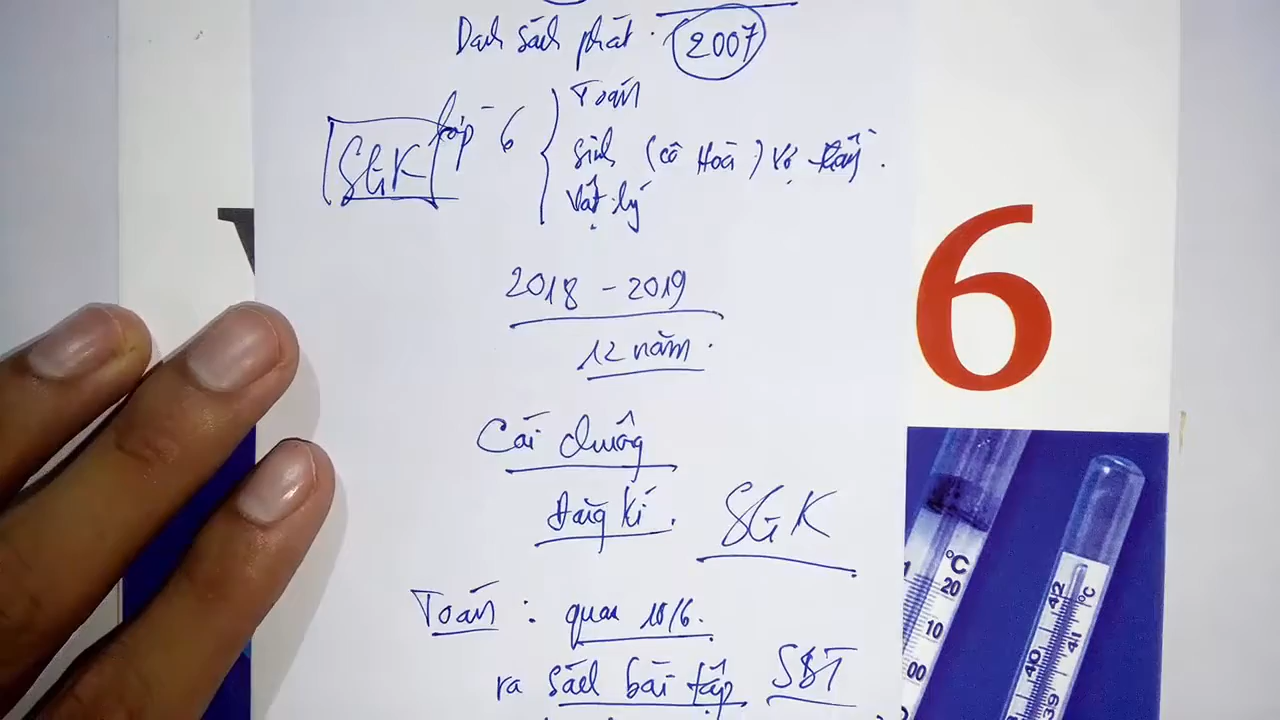 Danh sách phát. 2007
SGK lớp 6
Toán
Sinh (cô Hoà) Vợ thầy.
Vật lý
2018 - 2019
12 năm.
Cái chuông
Đăng kí. SGK
Toán: qua 10/6.
ra sách bài tập SBT
6
°C
20
10
00
°C
42
41
40
39